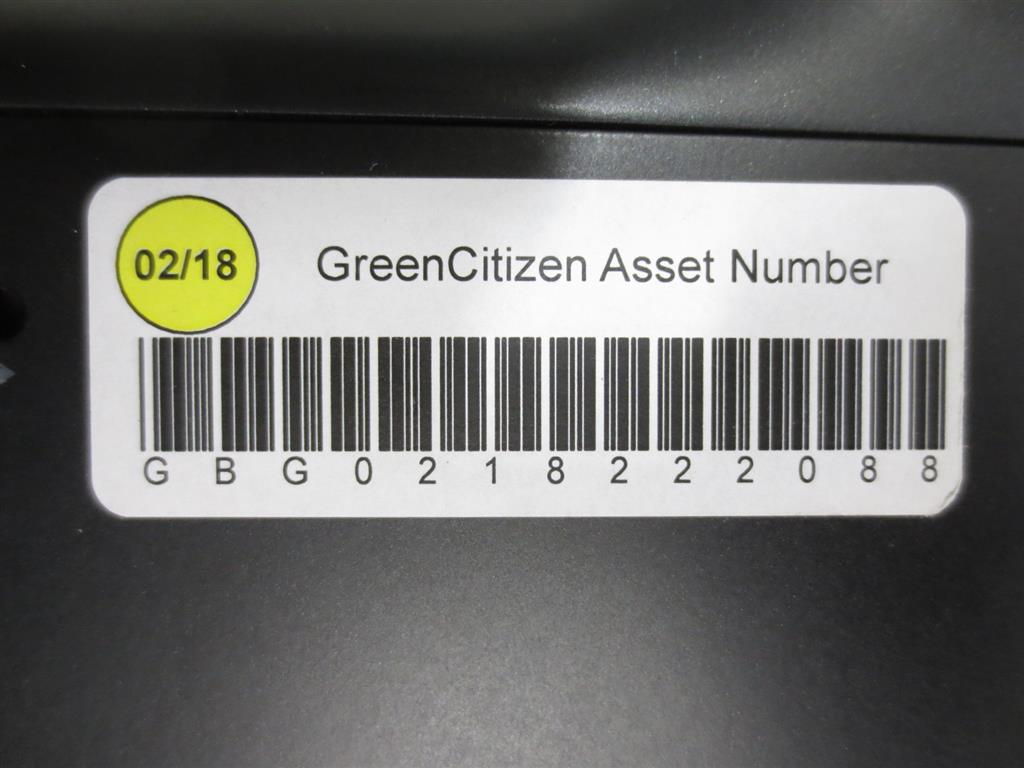 02/18
GreenCitizen Asset Number
GBG0218222088